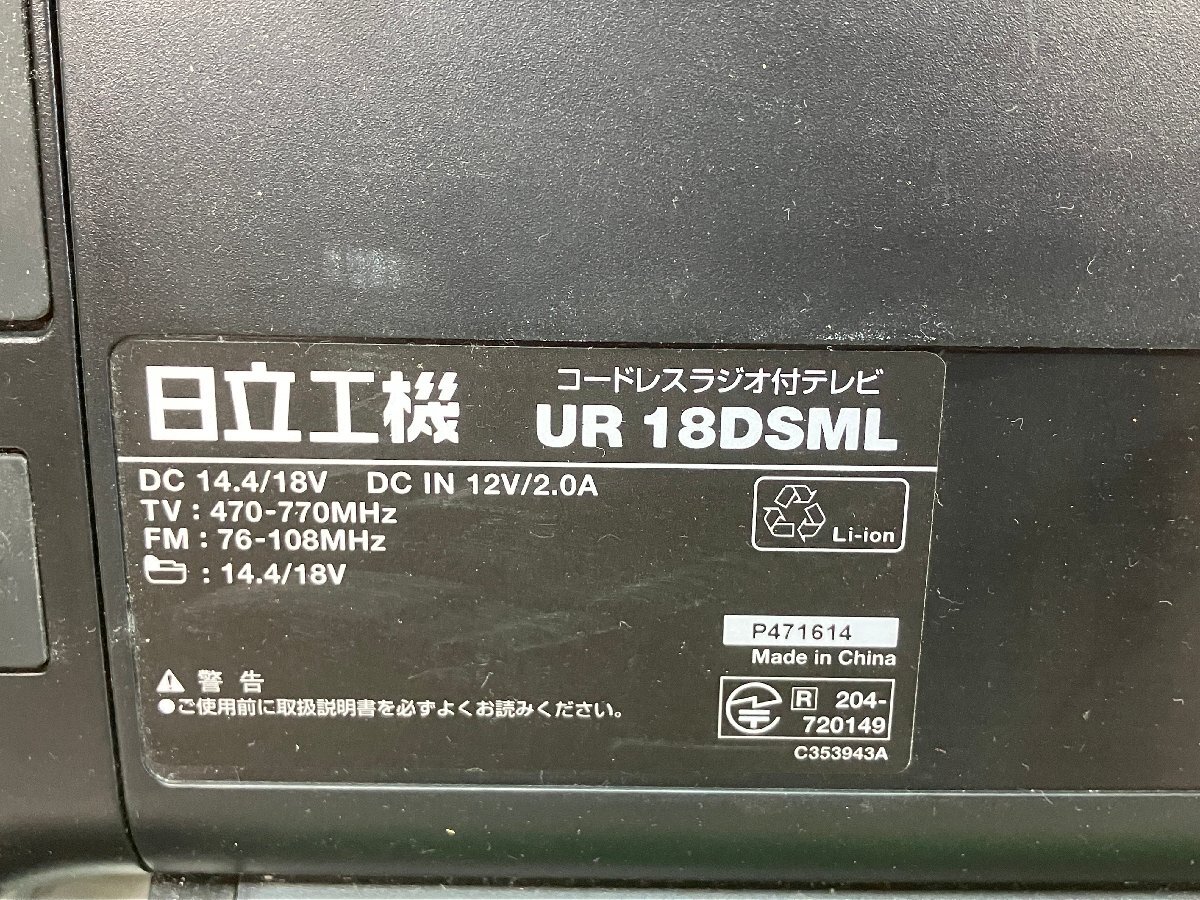 日立工機
コードレスラジオ付テレビ
UR 18DSML
DC 14.4/18V DC IN 12V/2.0A
TV : 470-770MHz
FM : 76-108MHz
: 14.4/18V
Li-ion
P471614
Made in China
警告
●ご使用前に取扱説明書を必ずよくお読みください。
R 204-
720149
C353943A